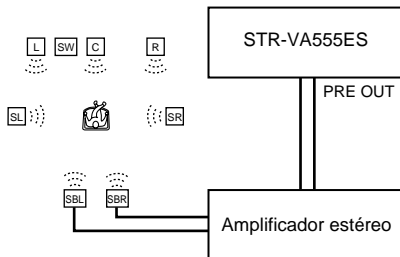 L SW C R
STR-VA555ES
PRE OUT
SL SR
SBL SBR
Amplificador estéreo